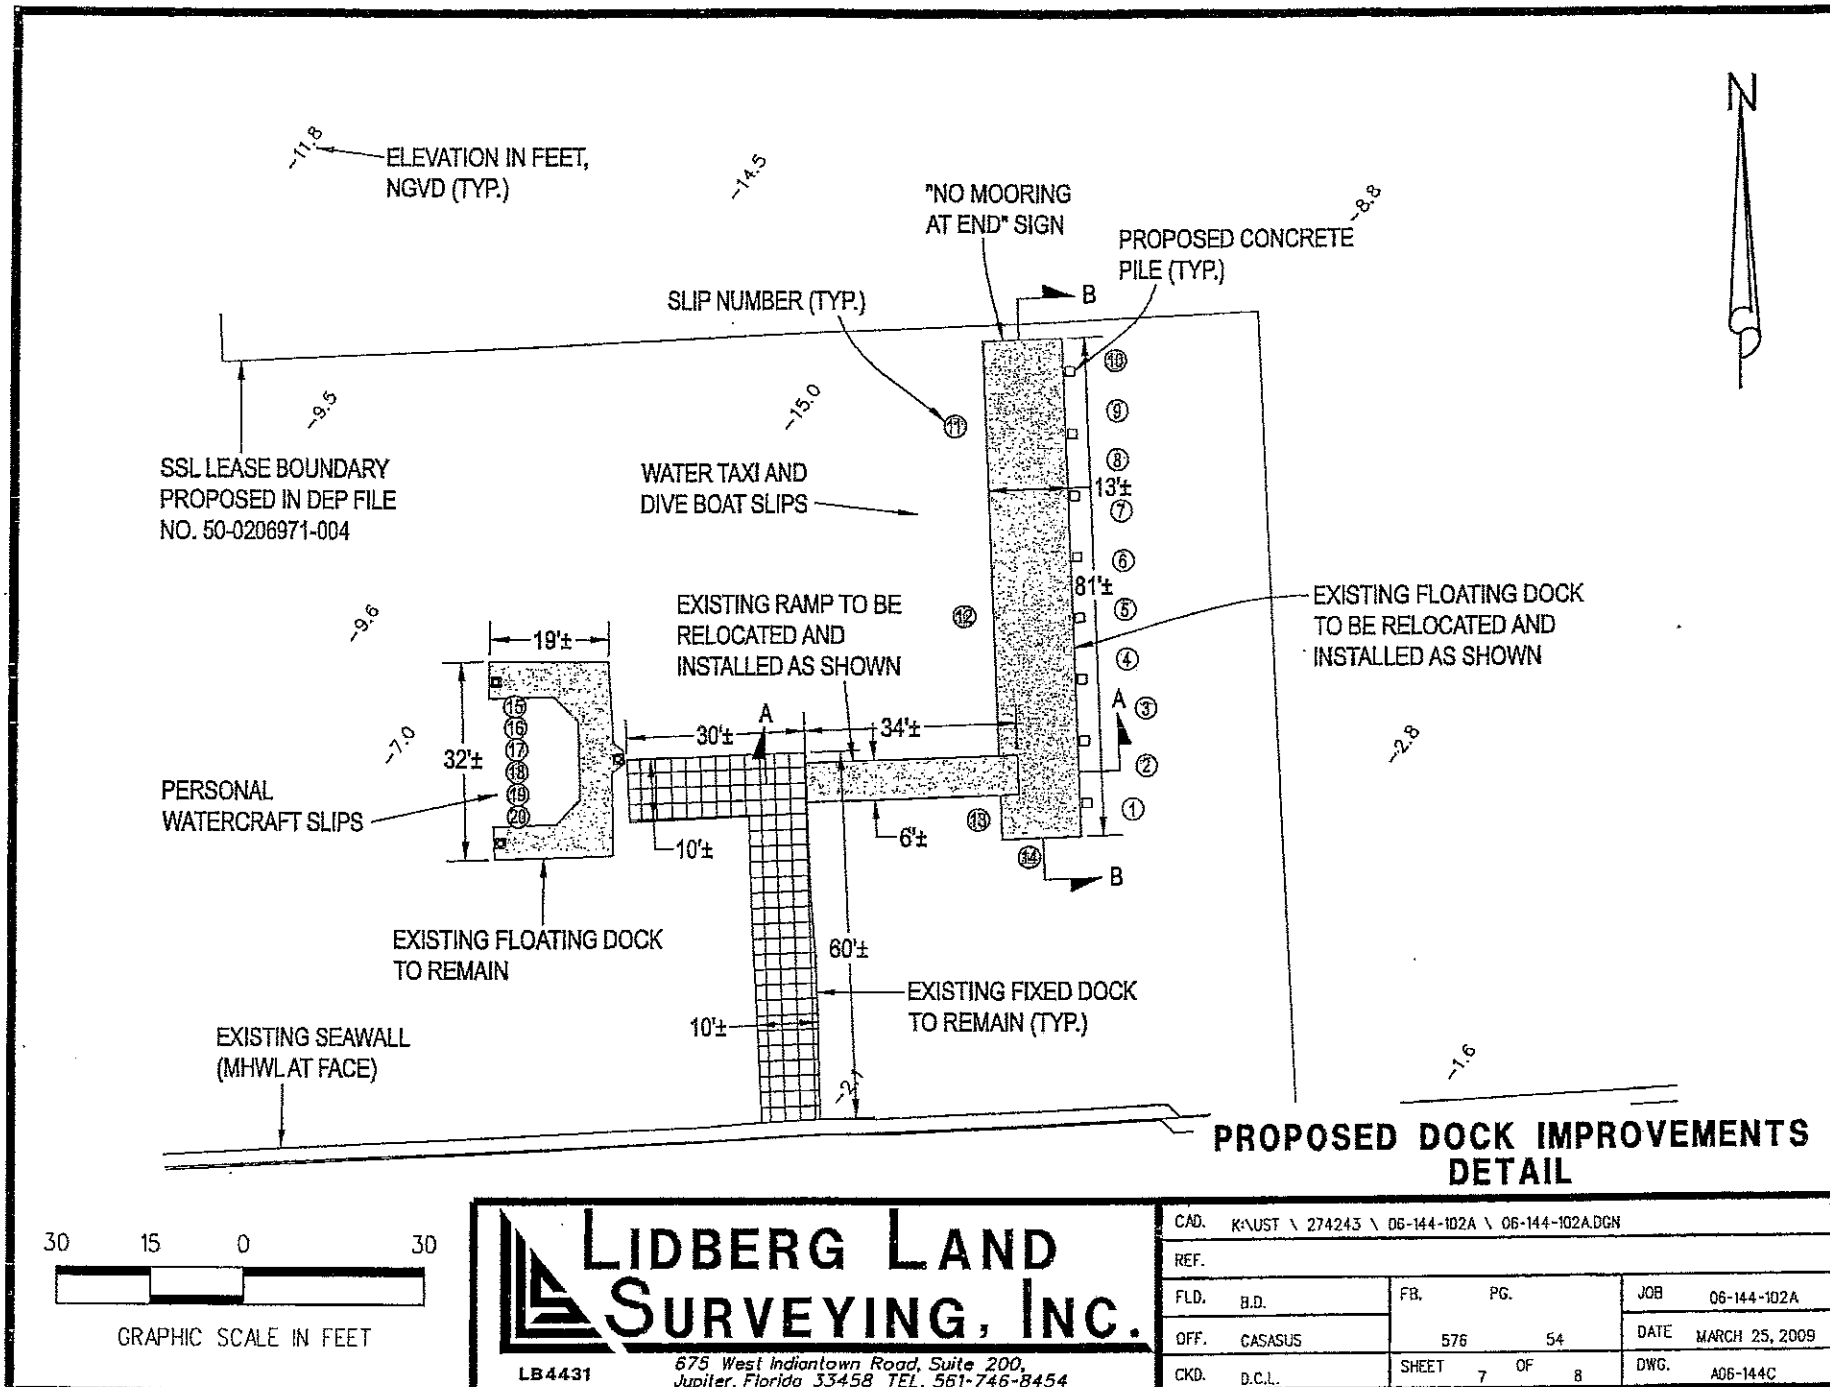 N
-11.8
ELEVATION IN FEET,
NGVD (TYP.)
-14.5
"NO MOORING
AT END" SIGN
-8.8
PROPOSED CONCRETE
PILE (TYP.)
B
SLIP NUMBER (TYP.)
10
-9.5
-15.0
9
11
SSL LEASE BOUNDARY
PROPOSED IN DEP FILE
NO. 50-0206971-004
WATER TAXI AND
DIVE BOAT SLIPS
8
13'±
7
6
81'±
EXISTING RAMP TO BE
RELOCATED AND
INSTALLED AS SHOWN
EXISTING FLOATING DOCK
TO BE RELOCATED AND
INSTALLED AS SHOWN
5
12
-9.6
19'±
4
15
16
17
18
19
20
A
30'±
34'±
A
3
-7.0
32'±
-2.8
2
PERSONAL
WATERCRAFT SLIPS
1
13
10'±
6'±
14
B
EXISTING FLOATING DOCK
TO REMAIN
60'±
EXISTING FIXED DOCK
TO REMAIN (TYP.)
10'±
EXISTING SEAWALL
(MHWL AT FACE)
-2.1
-1.6
PROPOSED DOCK IMPROVEMENTS
DETAIL
30 15 0 30
GRAPHIC SCALE IN FEET
LIDBERG LAND
SURVEYING, INC.
LB4431
675 West Indiantown Road, Suite 200,
Jupiter, Florida 33458 TEL. 561-746-8454
CAD. K:\UST \ 274243 \ 06-144-102A \ 06-144-102A.DGN
REF.
FLD. B.D.
FB. PG.
576 54
JOB 06-144-102A
OFF. CASASUS
DATE MARCH 25, 2009
CKD. D.C.L.
SHEET 7 OF 8
DWG. A06-144C